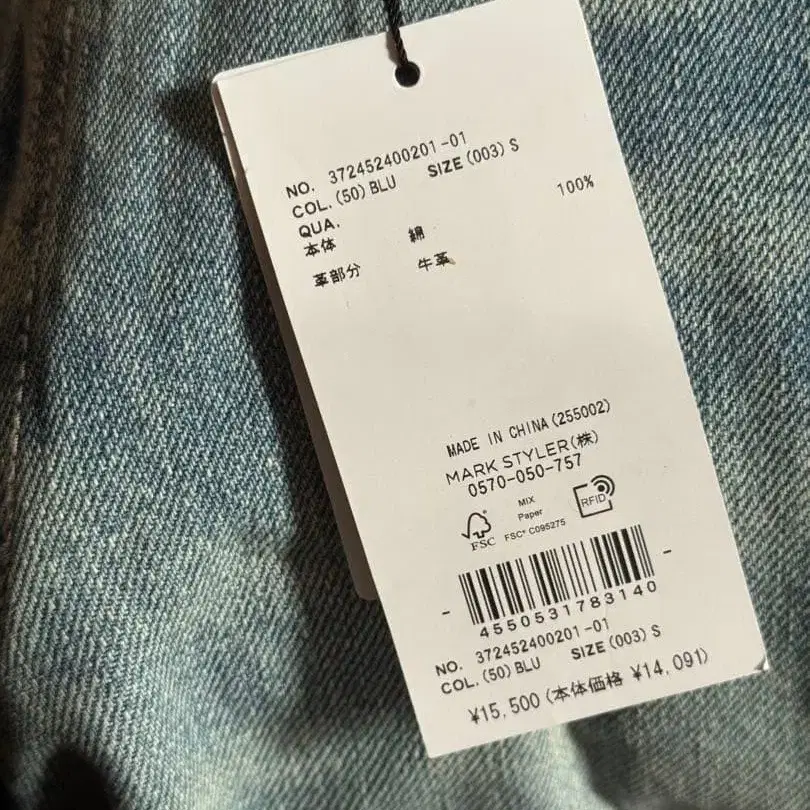 NO. 372452400201-01
COL. (50) BLU SIZE (003) S
QUA.
本体 綿 100%
革部分 牛革
MADE IN CHINA (255002)
MARK STYLER(株)
0570-050-757
FSC
MIX
Paper
FSC® C095275
RFID
4550531783140
NO. 372452400201-01
COL. (50) BLU SIZE (003) S
¥15,500 (本体価格 ¥14,091)